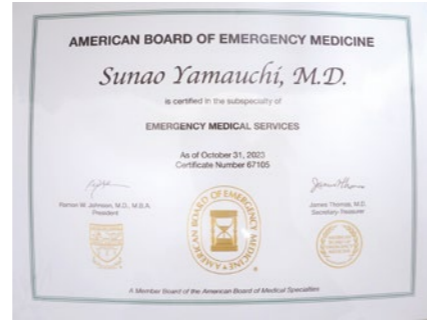 AMERICAN BOARD OF EMERGENCY MEDICINE
Sunao Yamauchi, M.D.
is certified in the subspecialty of
EMERGENCY MEDICAL SERVICES
As of October 31, 2023
Certificate Number 67105
Ramon W. Johnson, M.D., M.B.A.
President
James Thomas, M.D.
Secretary-Treasurer
AMERICAN BOARD OF EMERGENCY MEDICINE
A Member Board of the American Board of Medical Specialties